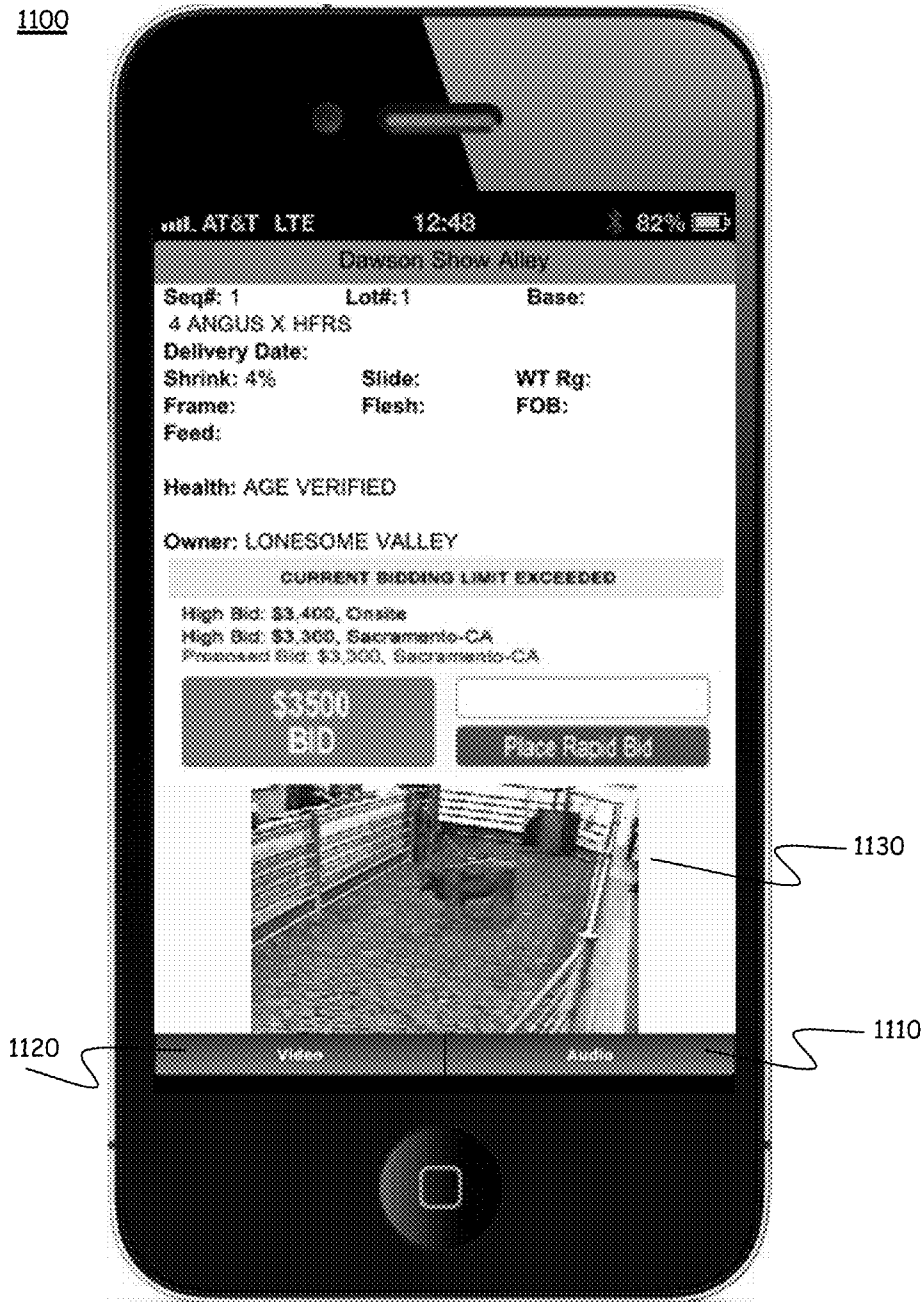 1100
AT&T LTE 12:48 82%
Dawson Show Alley
Seq#: 1 Lot#: 1 Base:
4 ANGUS X HFRS
Delivery Date:
Shrink: 4% Slide: WT Rg:
Frame: Flesh: FOB:
Feed:
Health: AGE VERIFIED
Owner: LONESOME VALLEY
CURRENT BIDDING LIMIT EXCEEDED
High Bid: $3,400, Onsite
High Bid: $3,300, Sacramento-CA
Proposed Bid: $3,300, Sacramento-CA
$3500
BID
Place Rapid Bid
1130
1120
Video Audio
1110